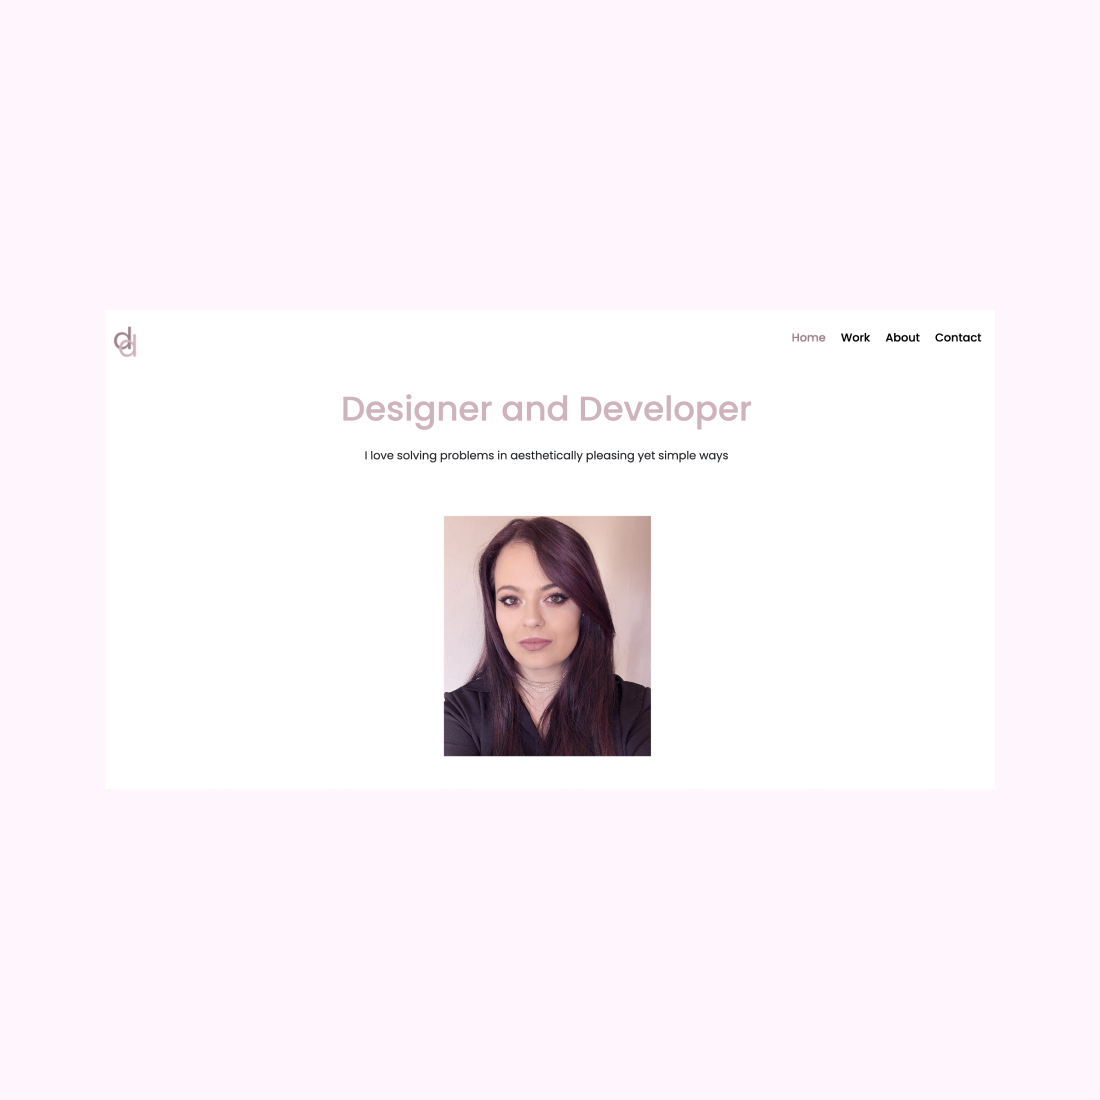 dd
Home Work About Contact
Designer and Developer
I love solving problems in aesthetically pleasing yet simple ways